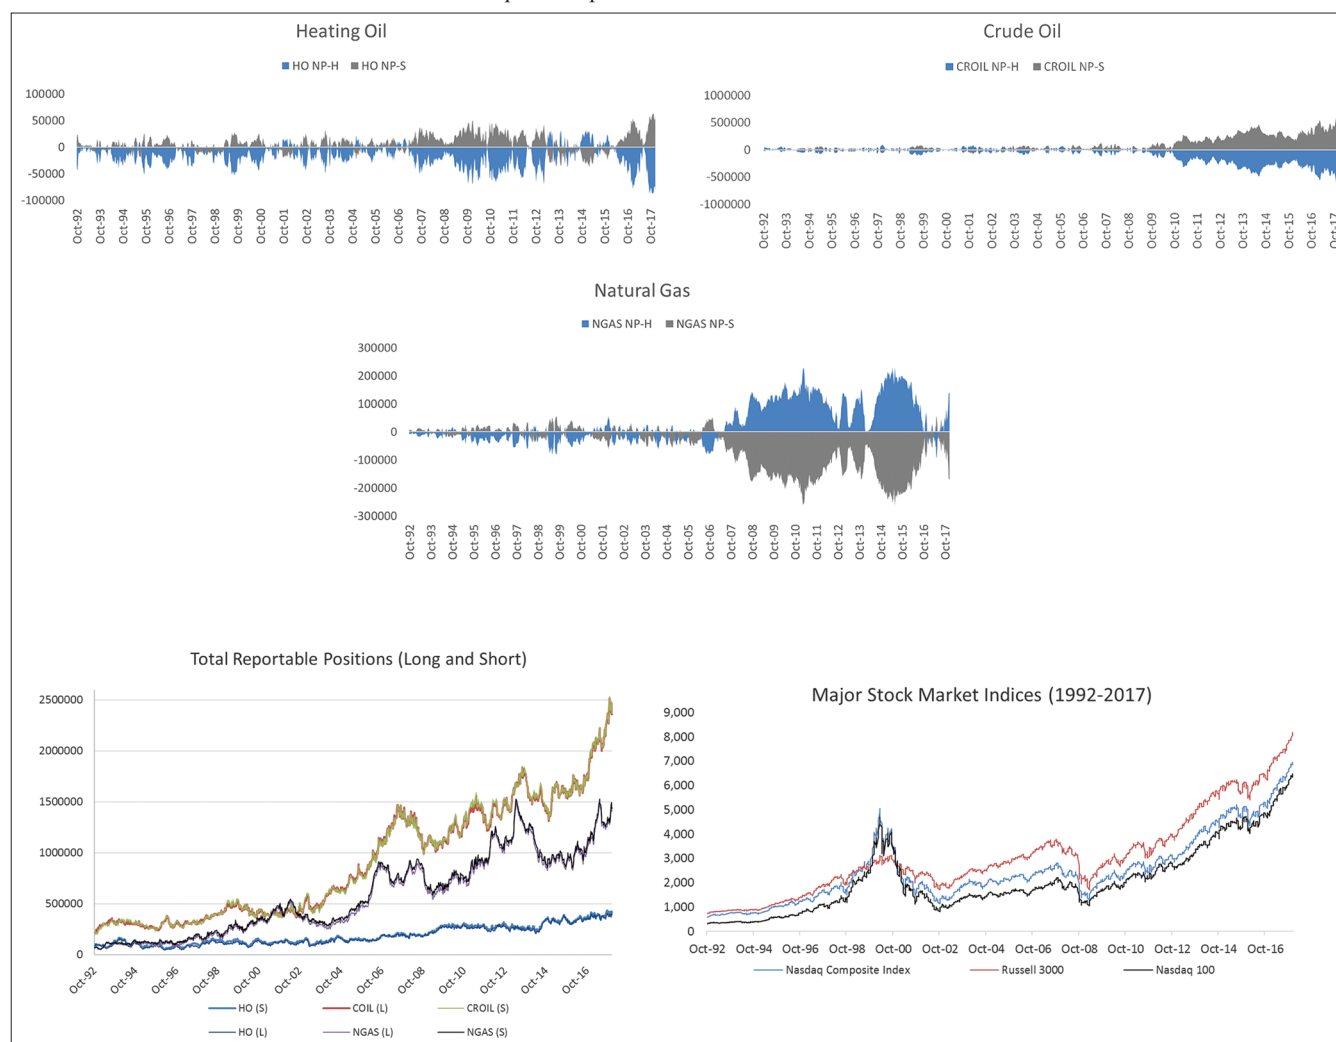 Heating Oil
HO NP-H HO NP-S
100000
50000
0
-50000
-100000
Oct-92 Oct-93 Oct-94 Oct-95 Oct-96 Oct-97 Oct-98 Oct-99 Oct-00 Oct-01 Oct-02 Oct-03 Oct-04 Oct-05 Oct-06 Oct-07 Oct-08 Oct-09 Oct-10 Oct-11 Oct-12 Oct-13 Oct-14 Oct-15 Oct-16 Oct-17
Crude Oil
CROIL NP-H CROIL NP-S
1000000
500000
0
-500000
-1000000
Oct-92 Oct-93 Oct-94 Oct-95 Oct-96 Oct-97 Oct-98 Oct-99 Oct-00 Oct-01 Oct-02 Oct-03 Oct-04 Oct-05 Oct-06 Oct-07 Oct-08 Oct-09 Oct-10 Oct-11 Oct-12 Oct-13 Oct-14 Oct-15 Oct-16 Oct-17
Natural Gas
NGAS NP-H NGAS NP-S
300000
200000
100000
0
-100000
-200000
-300000
Oct-92 Oct-93 Oct-94 Oct-95 Oct-96 Oct-97 Oct-98 Oct-99 Oct-00 Oct-01 Oct-02 Oct-03 Oct-04 Oct-05 Oct-06 Oct-07 Oct-08 Oct-09 Oct-10 Oct-11 Oct-12 Oct-13 Oct-14 Oct-15 Oct-16 Oct-17
Total Reportable Positions (Long and Short)
2500000
2000000
1500000
1000000
500000
0
Oct-92 Oct-94 Oct-96 Oct-98 Oct-00 Oct-02 Oct-04 Oct-06 Oct-08 Oct-10 Oct-12 Oct-14 Oct-16
HO (S) COIL (L) CROIL (S)
HO (L) NGAS (L) NGAS (S)
Major Stock Market Indices (1992-2017)
9,000
8,000
7,000
6,000
5,000
4,000
3,000
2,000
1,000
0
Oct-92 Oct-94 Oct-96 Oct-98 Oct-00 Oct-02 Oct-04 Oct-06 Oct-08 Oct-10 Oct-12 Oct-14 Oct-16
Nasdaq Composite Index Russell 3000 Nasdaq 100